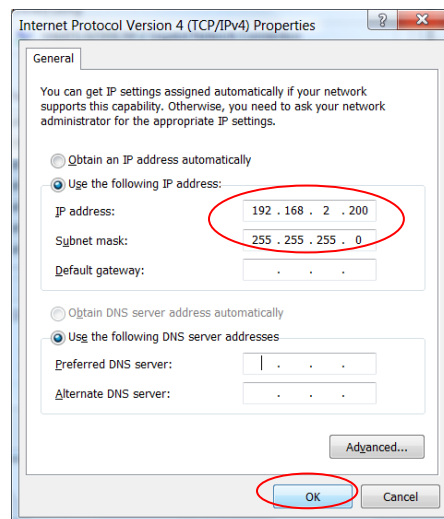 Internet Protocol Version 4 (TCP/IPv4) Properties
General
You can get IP settings assigned automatically if your network
supports this capability. Otherwise, you need to ask your network
administrator for the appropriate IP settings.
Obtain an IP address automatically
Use the following IP address:
IP address: 192 . 168 . 2 . 200
Subnet mask: 255 . 255 . 255 . 0
Default gateway: . . .
Obtain DNS server address automatically
Use the following DNS server addresses
Preferred DNS server: . . .
Alternate DNS server: . . .
Advanced...
OK Cancel